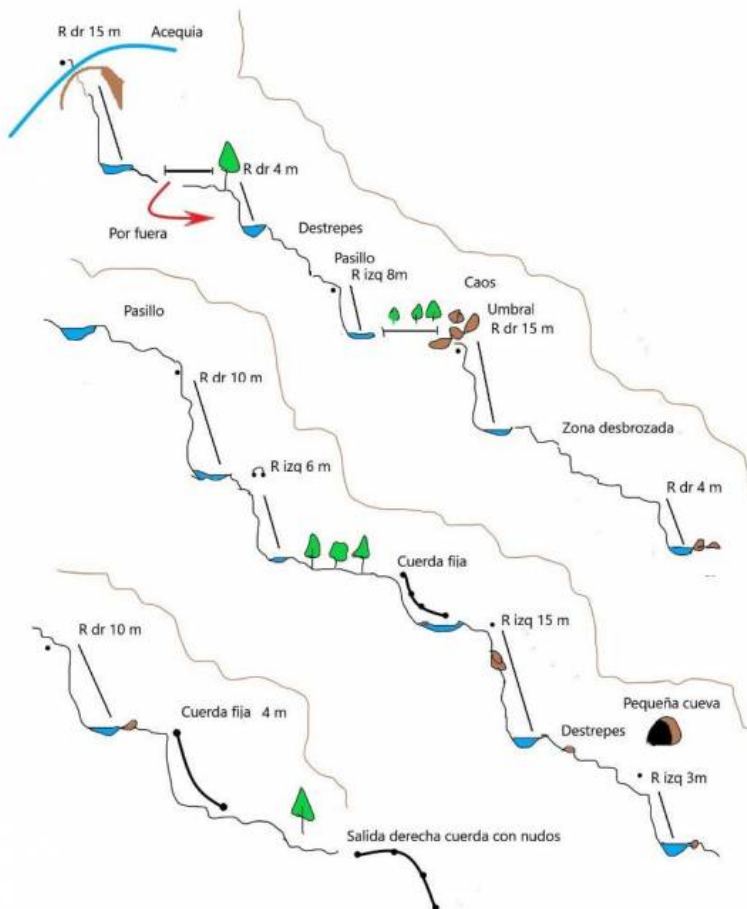 R dr 15 m
Acequia
R dr 4 m
Por fuera
Destrepes
Pasillo
R izq 8m
Caos
Umbral
R dr 15 m
Zona desbrozada
R dr 4 m
Pasillo
R dr 10 m
R izq 6 m
Cuerda fija
R izq 15 m
Pequeña cueva
Destrepes
R izq 3m
R dr 10 m
Cuerda fija 4 m
Salida derecha cuerda con nudos